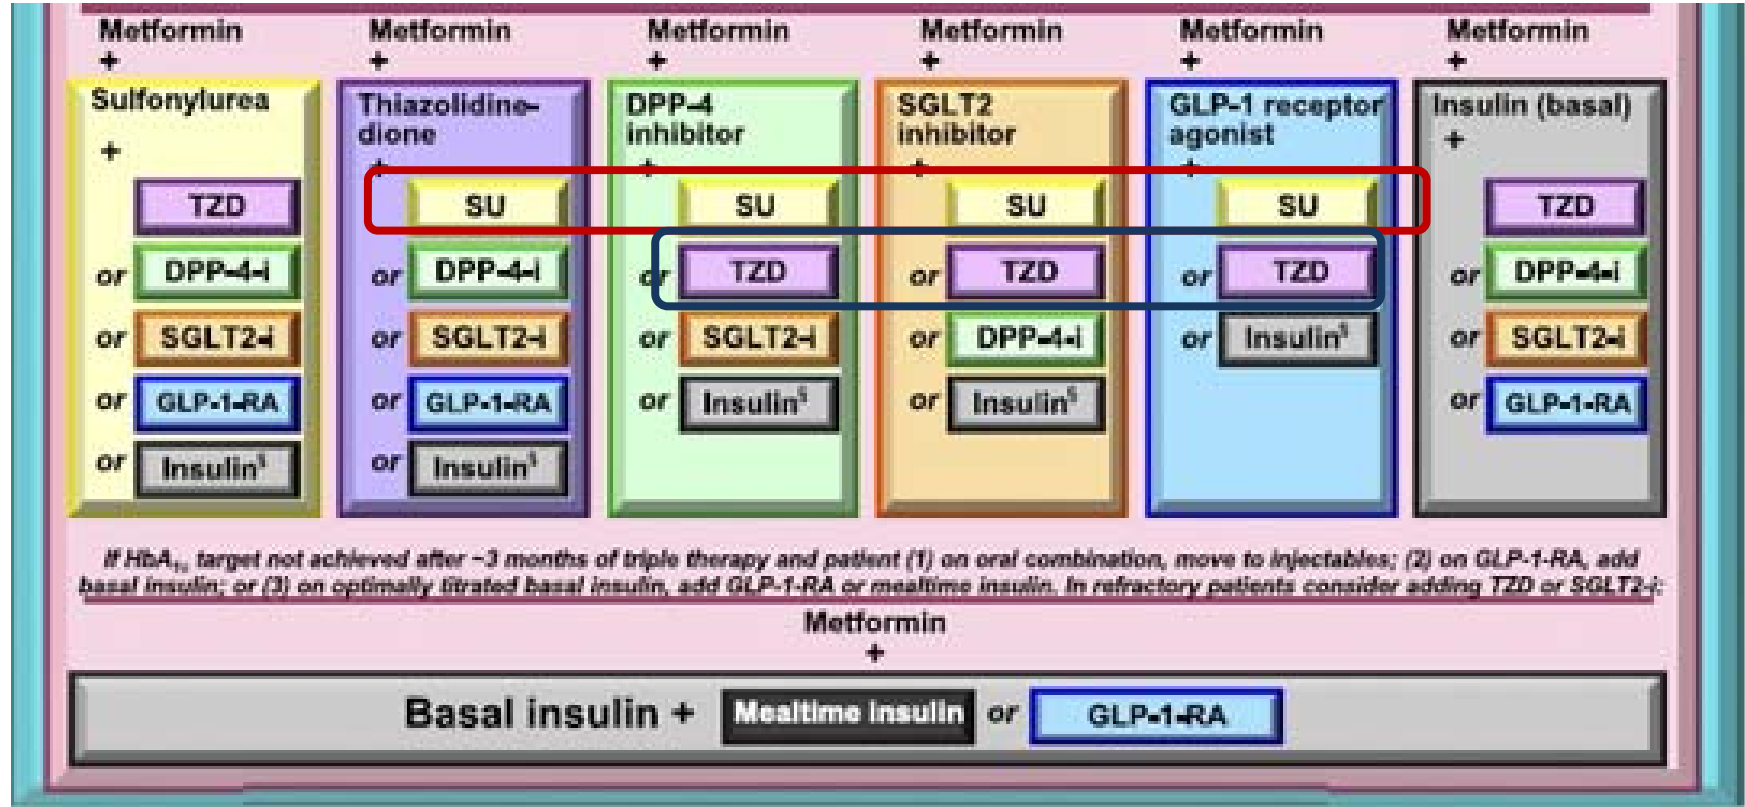 Metformin
+
Sulfonylurea
+
TZD
or DPP-4-i
or SGLT2-i
or GLP-1-RA
or Insulin§
Metformin
+
Thiazolidine-
dione
+
SU
or DPP-4-i
or SGLT2-i
or GLP-1-RA
or Insulin§
Metformin
+
DPP-4
inhibitor
+
SU
or TZD
or SGLT2-i
or Insulin§
Metformin
+
SGLT2
inhibitor
+
SU
or TZD
or DPP-4-i
or Insulin§
Metformin
+
GLP-1 receptor
agonist
+
SU
or TZD
or Insulin§
Metformin
+
Insulin (basal)
+
TZD
or DPP-4-i
or SGLT2-i
or GLP-1-RA
If HbA1c target not achieved after ~3 months of triple therapy and patient (1) on oral combination, move to injectables; (2) on GLP-1-RA, add
basal insulin; or (3) on optimally titrated basal insulin, add GLP-1-RA or mealtime insulin. In refractory patients consider adding TZD or SGLT2-i:
Metformin
+
Basal insulin + Mealtime insulin or GLP-1-RA